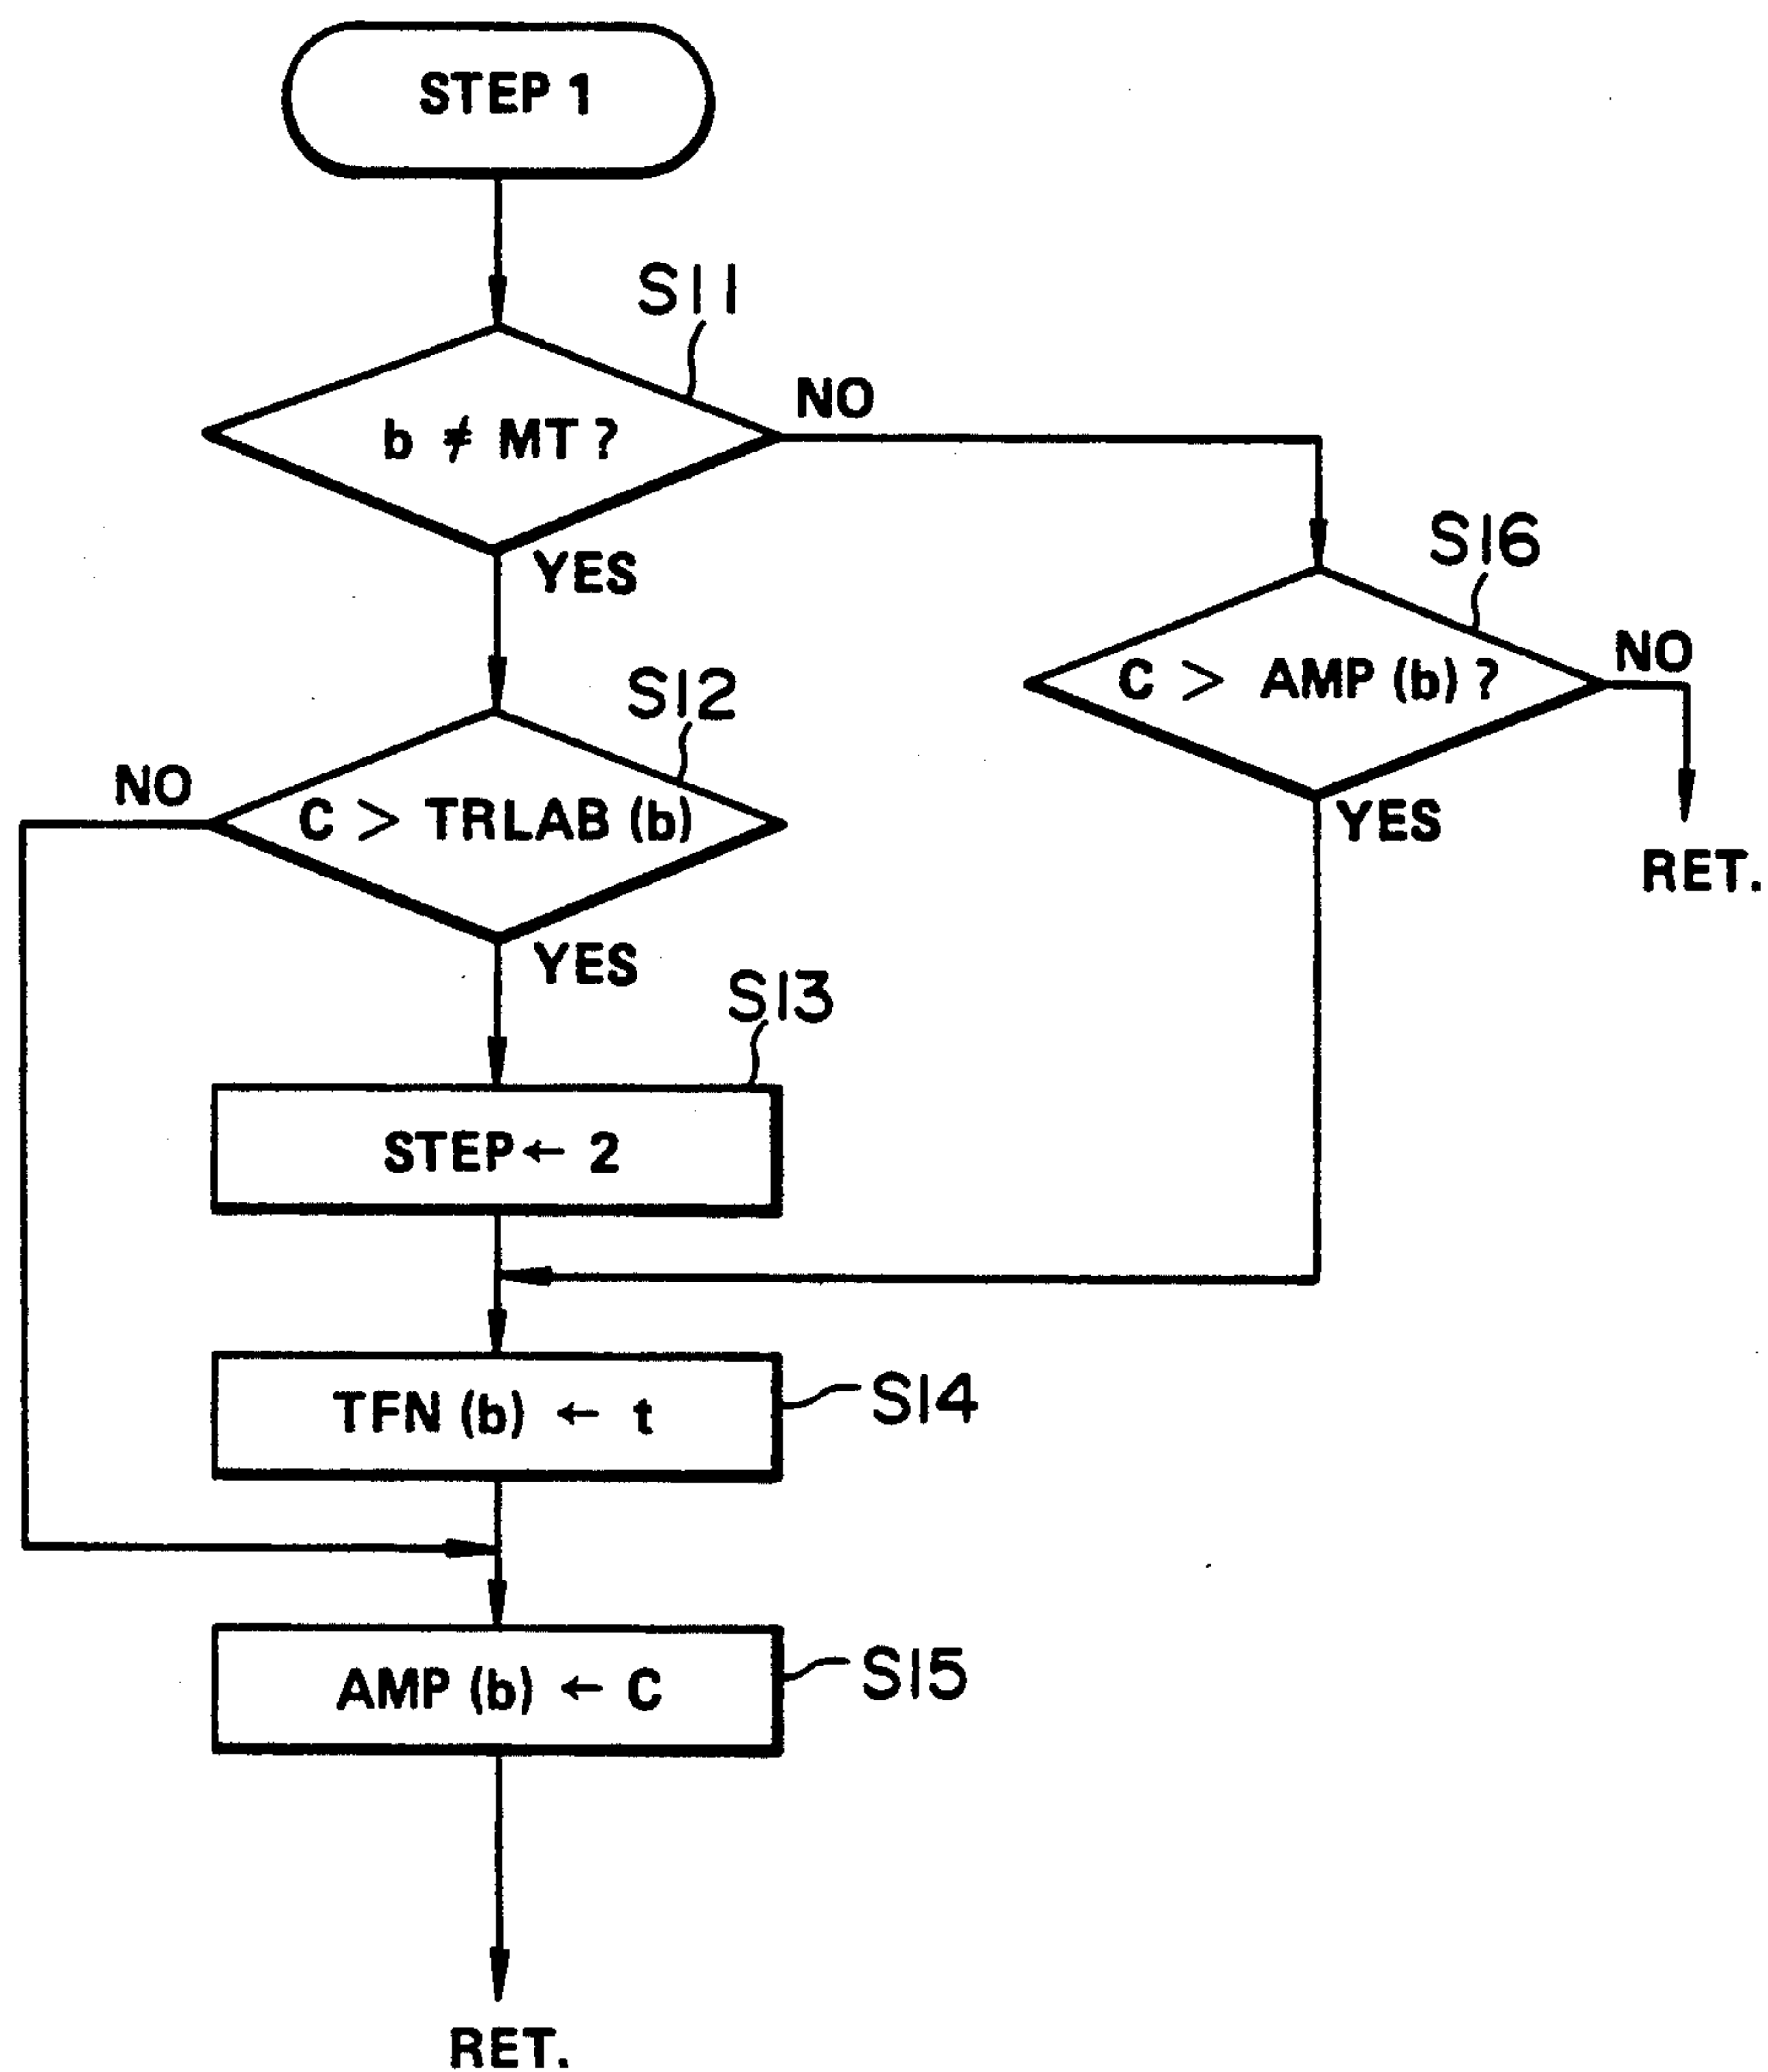 STEP 1
S11
b ≠ MT ?
NO
YES
S16
C > AMP (b) ?
NO
YES
RET.
S12
NO
C > TRLAB (b)
YES
S13
STEP ← 2
TFN (b) ← t
S14
AMP (b) ← C
S15
RET.